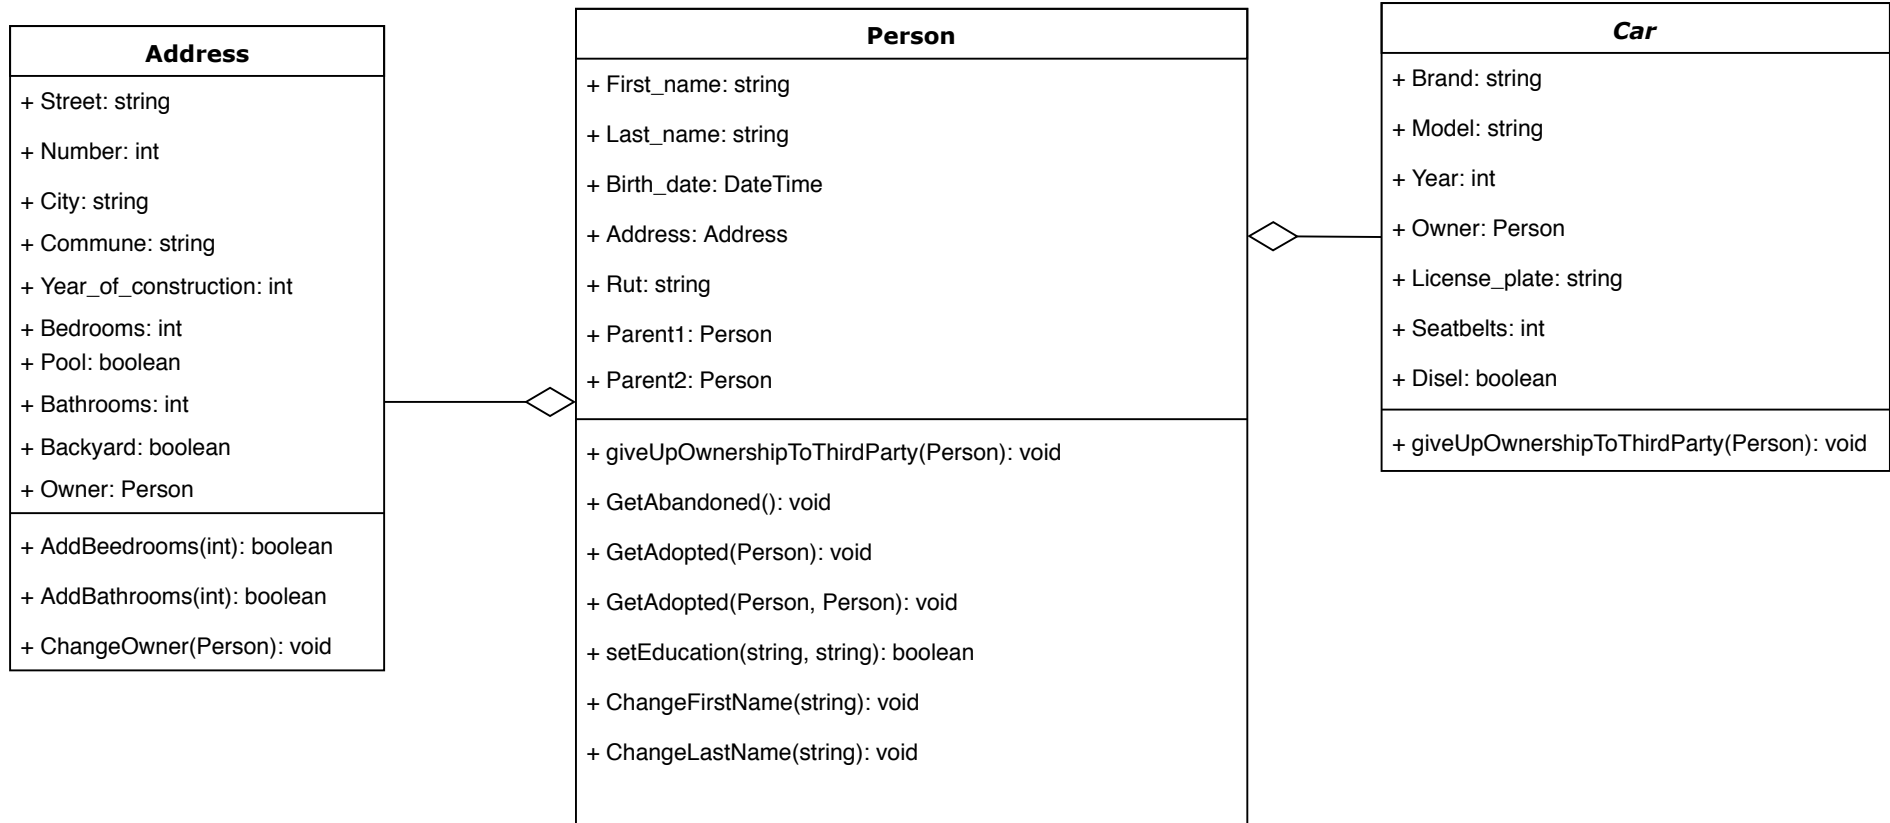 Address
+ Street: string
+ Number: int
+ City: string
+ Commune: string
+ Year_of_construction: int
+ Bedrooms: int
+ Pool: boolean
+ Bathrooms: int
+ Backyard: boolean
+ Owner: Person
+ AddBeedrooms(int): boolean
+ AddBathrooms(int): boolean
+ ChangeOwner(Person): void
Person
+ First_name: string
+ Last_name: string
+ Birth_date: DateTime
+ Address: Address
+ Rut: string
+ Parent1: Person
+ Parent2: Person
+ giveUpOwnershipToThirdParty(Person): void
+ GetAbandoned(): void
+ GetAdopted(Person): void
+ GetAdopted(Person, Person): void
+ setEducation(string, string): boolean
+ ChangeFirstName(string): void
+ ChangeLastName(string): void
Car
+ Brand: string
+ Model: string
+ Year: int
+ Owner: Person
+ License_plate: string
+ Seatbelts: int
+ Disel: boolean
+ giveUpOwnershipToThirdParty(Person): void